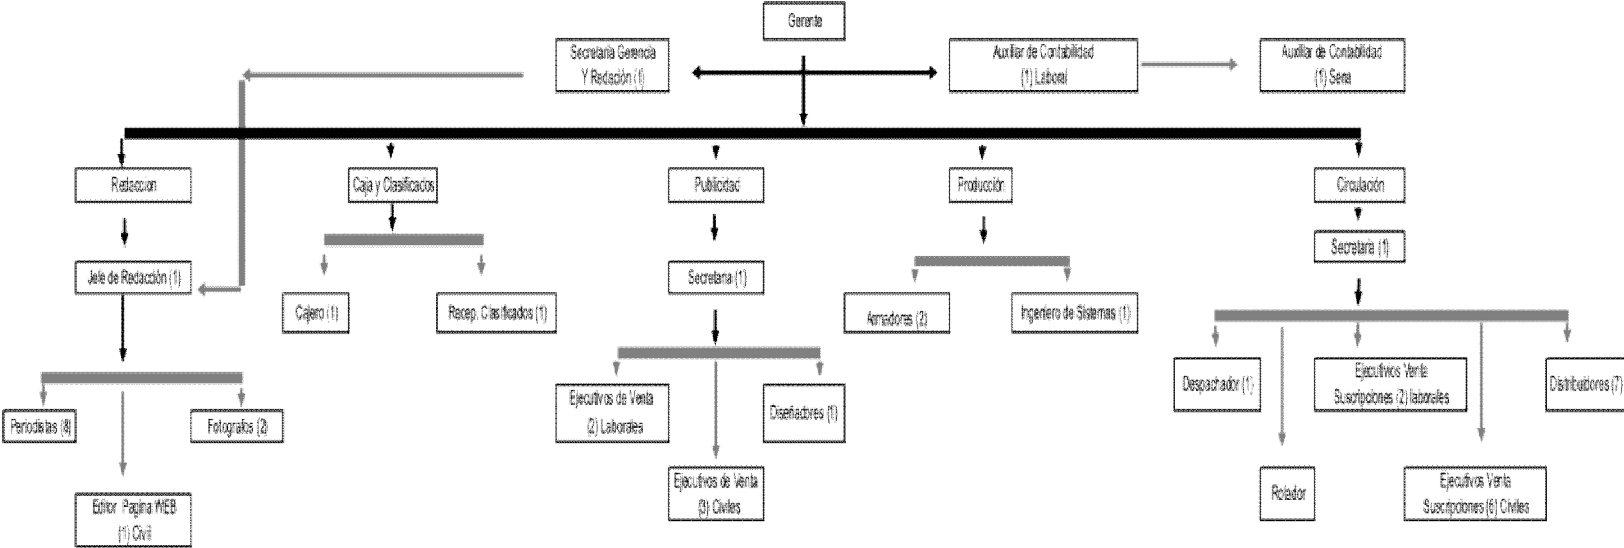 Gerente
Secretaria Gerencia
Y Redación (1)
Auxiliar de Contabilidad
(1) Laboral
Auxiliar de Contabilidad
(1) Sena
Redaccion
Caja y Clasificados
Publicidad
Producción
Circulación
Jefe de Redacción (1)
Cajero (1)
Recep. Clasificados (1)
Secretaria (1)
Armadores (2)
Ingeniero de Sistemas (1)
Secretaria (1)
Periodistas (8)
Fotografos (2)
Editor Pagina WEB
(1) Civil
Ejecutivos de Venta
(2) Laborales
Diseñadores (1)
Ejecutivos de Venta
(3) Civiles
Despachador (1)
Ejecutivos Venta
Suscripciones (2) laborales
Distribuidores (7)
Rolador
Ejecutivos Venta
Suscripciones (6) Civiles